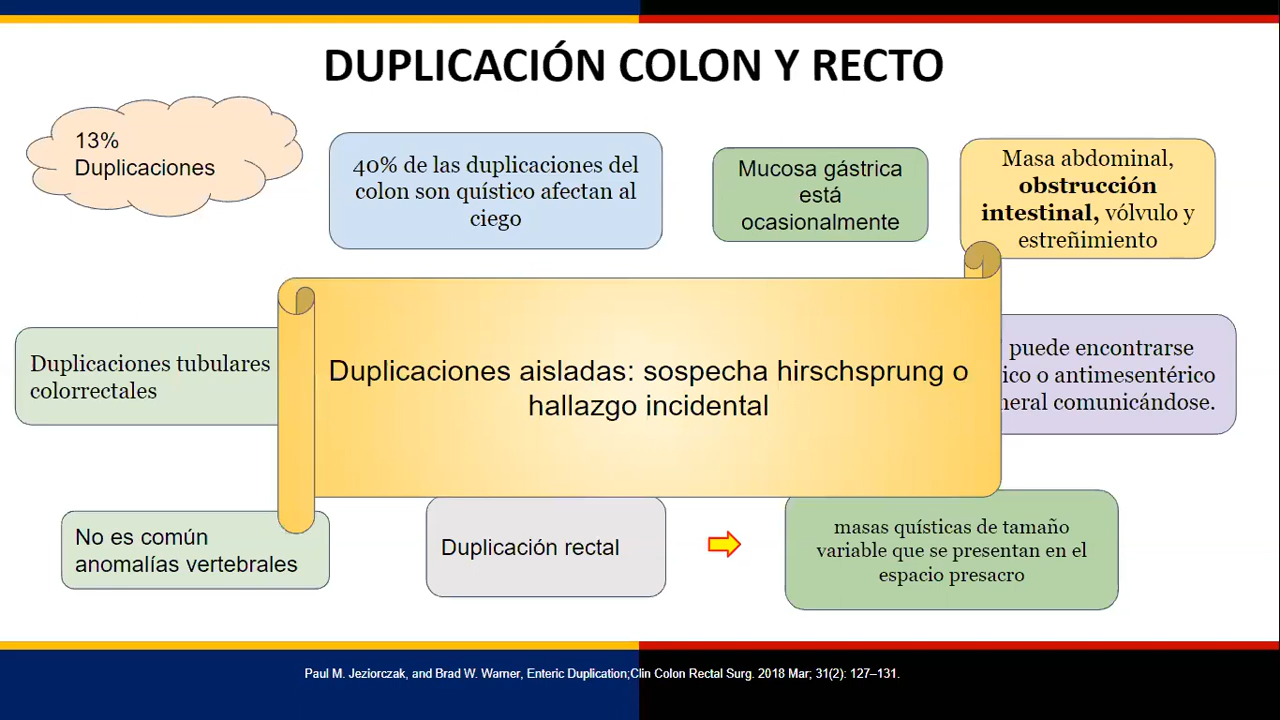 DUPLICACIÓN COLON Y RECTO
13%
Duplicaciones
40% de las duplicaciones del
colon son quístico afectan al
ciego
Mucosa gástrica
está
ocasionalmente
Masa abdominal,
obstrucción
intestinal, vólvulo y
estreñimiento
Duplicaciones tubulares
colorrectales
Duplicaciones aisladas: sospecha hirschsprung o
hallazgo incidental
puede encontrarse
o antimesentérico
comunicándose.
No es común
anomalías vertebrales
Duplicación rectal
masas quísticas de tamaño
variable que se presentan en el
espacio presacro
Paul M. Jeziorczak, and Brad W. Warner, Enteric Duplication;Clin Colon Rectal Surg. 2018 Mar; 31(2): 127–131.